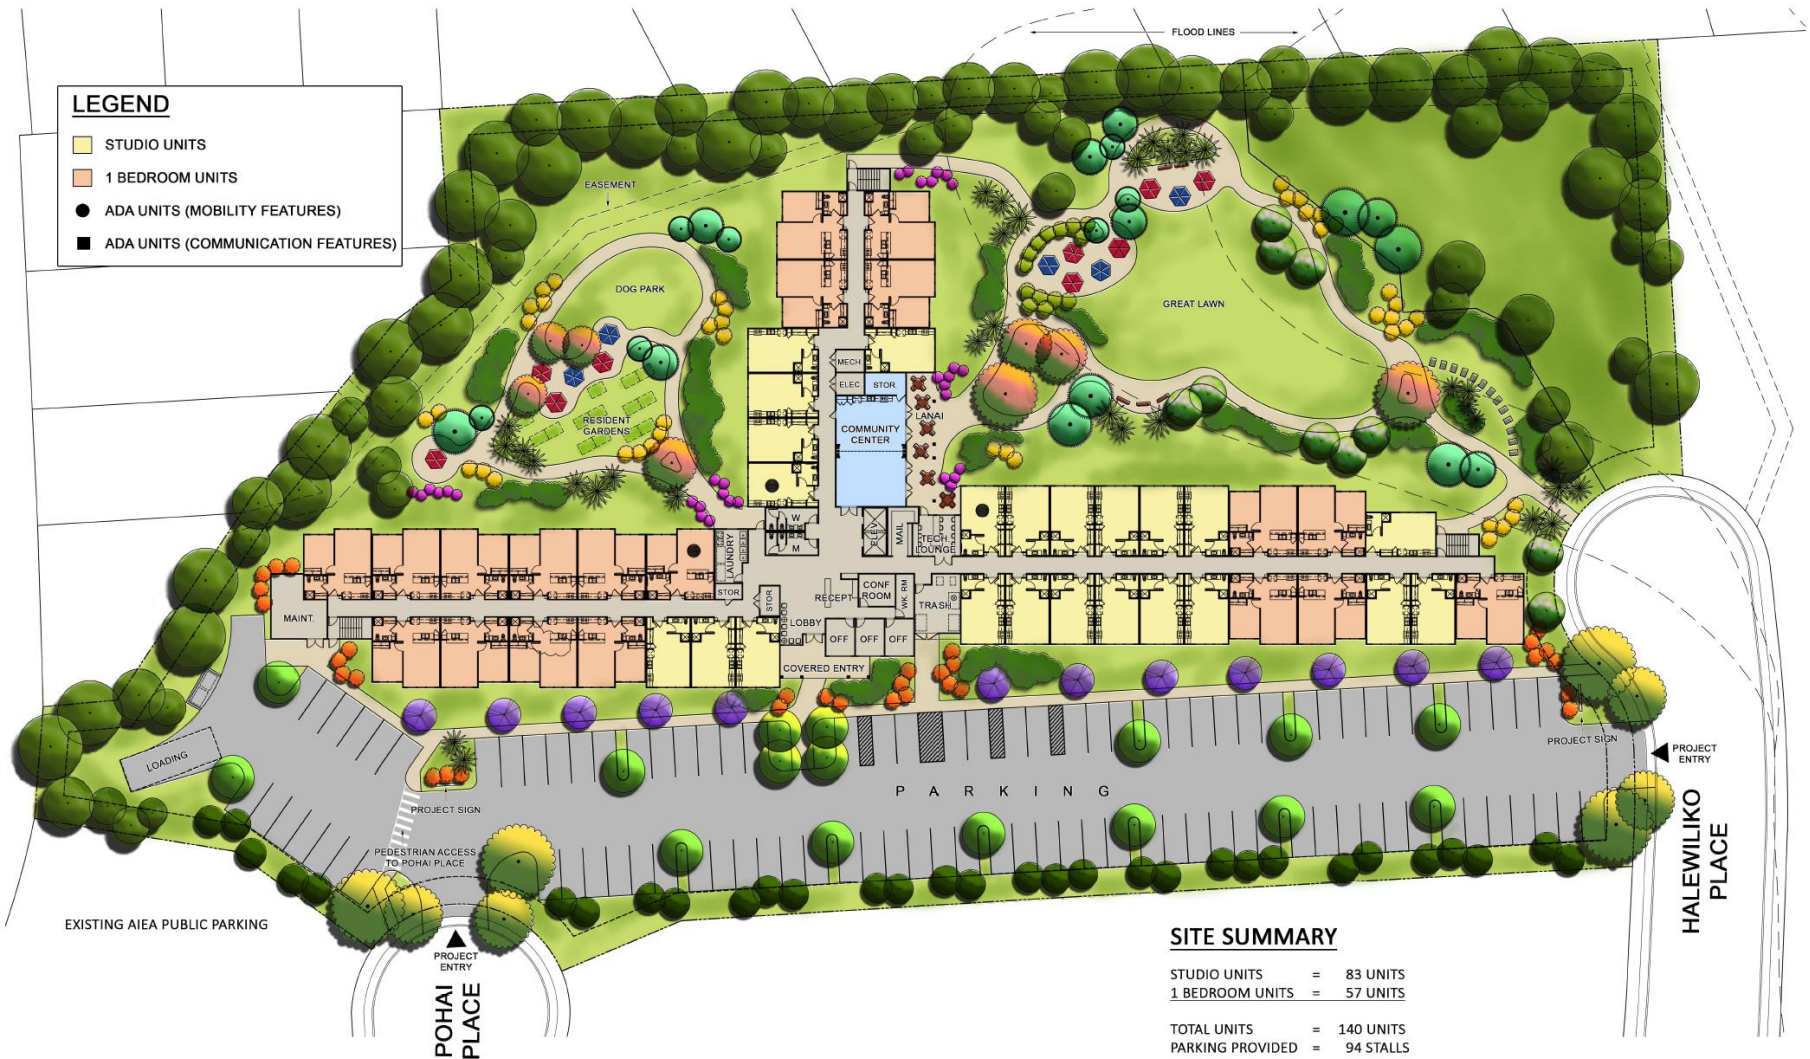 FLOOD LINES
LEGEND
STUDIO UNITS
1 BEDROOM UNITS
ADA UNITS (MOBILITY FEATURES)
ADA UNITS (COMMUNICATION FEATURES)
EASEMENT
DOG PARK
GREAT LAWN
MECH
ELEC
STOR.
RESIDENT
GARDENS
LANAI
COMMUNITY
CENTER
W
M
ELEV
MAIL
TECH.
LOUNGE
LAUNDRY
STOR
STOR.
RECEPT
CONF
ROOM
WK. RM
TRASH
MAINT.
LOBBY
OFF
OFF
OFF
COVERED ENTRY
LOADING
PROJECT SIGN
PARKING
PROJECT SIGN
PROJECT
ENTRY
PEDESTRIAN ACCESS
TO POHAI PLACE
EXISTING AIEA PUBLIC PARKING
PROJECT
ENTRY
POHAI
PLACE
HALEWILIKO
PLACE
SITE SUMMARY
STUDIO UNITS = 83 UNITS
1 BEDROOM UNITS = 57 UNITS
TOTAL UNITS = 140 UNITS
PARKING PROVIDED = 94 STALLS